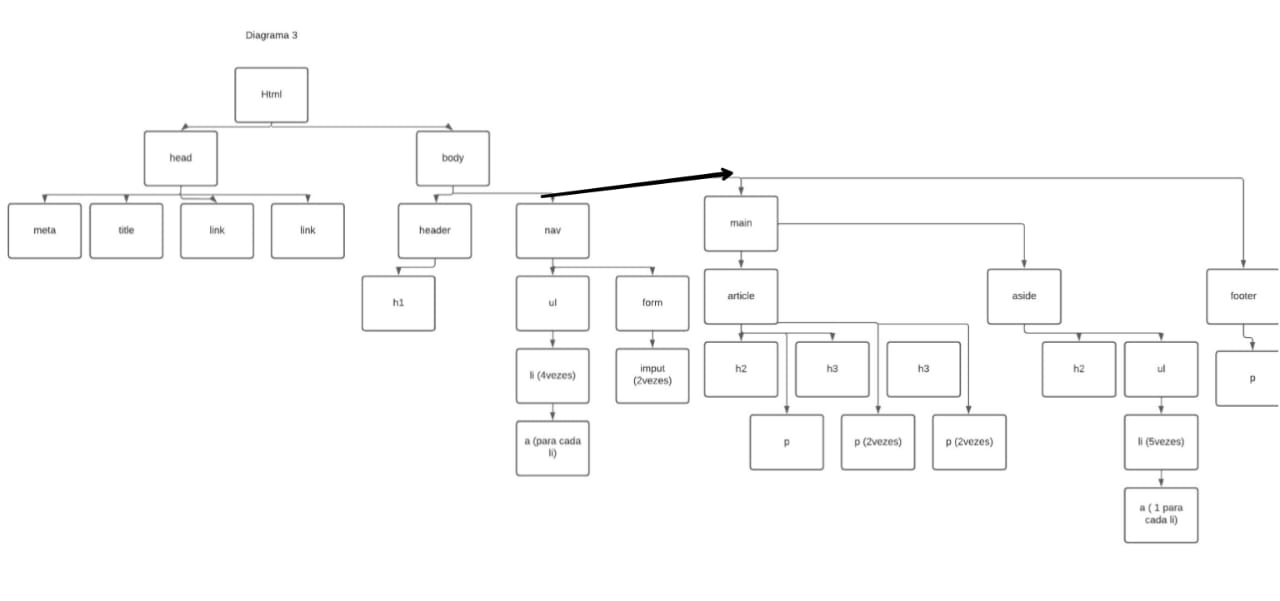 Diagrama 3
Html
head
body
meta
title
link
link
header
nav
main
h1
ul
form
article
aside
footer
li (4vezes)
imput
(2vezes)
h2
h3
h3
h2
ul
p
a (para cada
li)
p
p (2vezes)
p (2vezes)
li (5vezes)
a ( 1 para
cada li)